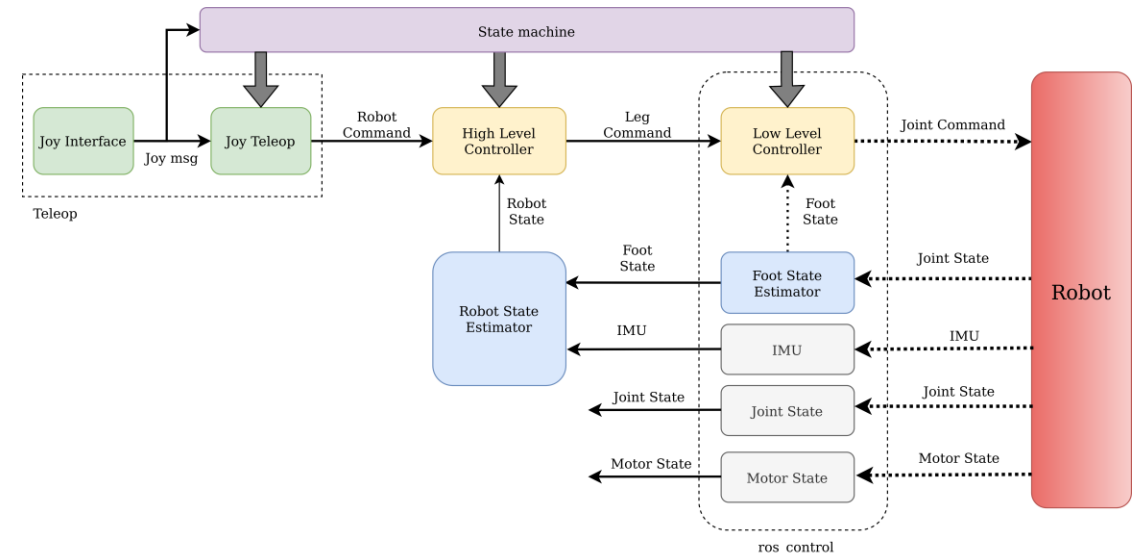 State machine
Joy Interface
Joy msg
Joy Teleop
Teleop
Robot
Command
High Level
Controller
Leg
Command
Low Level
Controller
Joint Command
Robot
State
Foot
State
Foot
State
Foot State
Estimator
Joint State
Robot State
Estimator
IMU
IMU
IMU
Joint State
Joint State
Joint State
Motor State
Motor State
Motor State
Robot
ros control